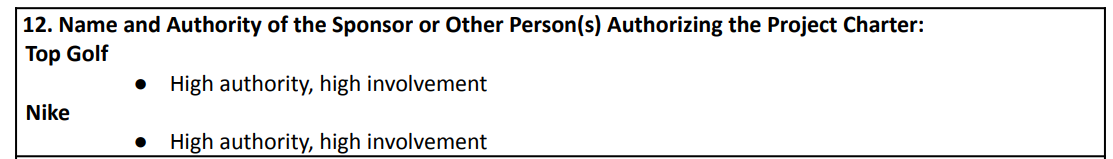 12. Name and Authority of the Sponsor or Other Person(s) Authorizing the Project Charter:
Top Golf
● High authority, high involvement
Nike
● High authority, high involvement